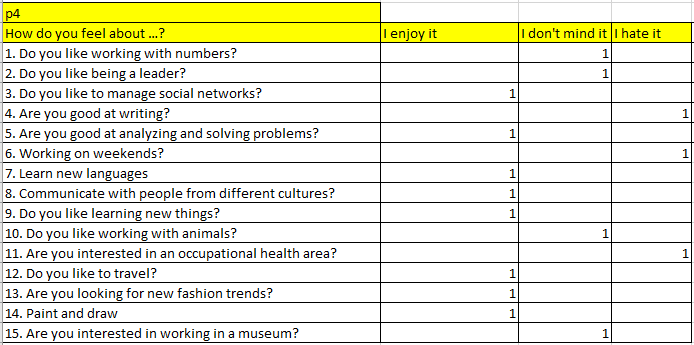 p4
How do you feel about ...? I enjoy it I don't mind it I hate it
1. Do you like working with numbers? 1
2. Do you like being a leader? 1
3. Do you like to manage social networks? 1
4. Are you good at writing? 1
5. Are you good at analyzing and solving problems? 1
6. Working on weekends? 1
7. Learn new languages 1
8. Communicate with people from different cultures? 1
9. Do you like learning new things? 1
10. Do you like working with animals? 1
11. Are you interested in an occupational health area? 1
12. Do you like to travel? 1
13. Are you looking for new fashion trends? 1
14. Paint and draw 1
15. Are you interested in working in a museum? 1